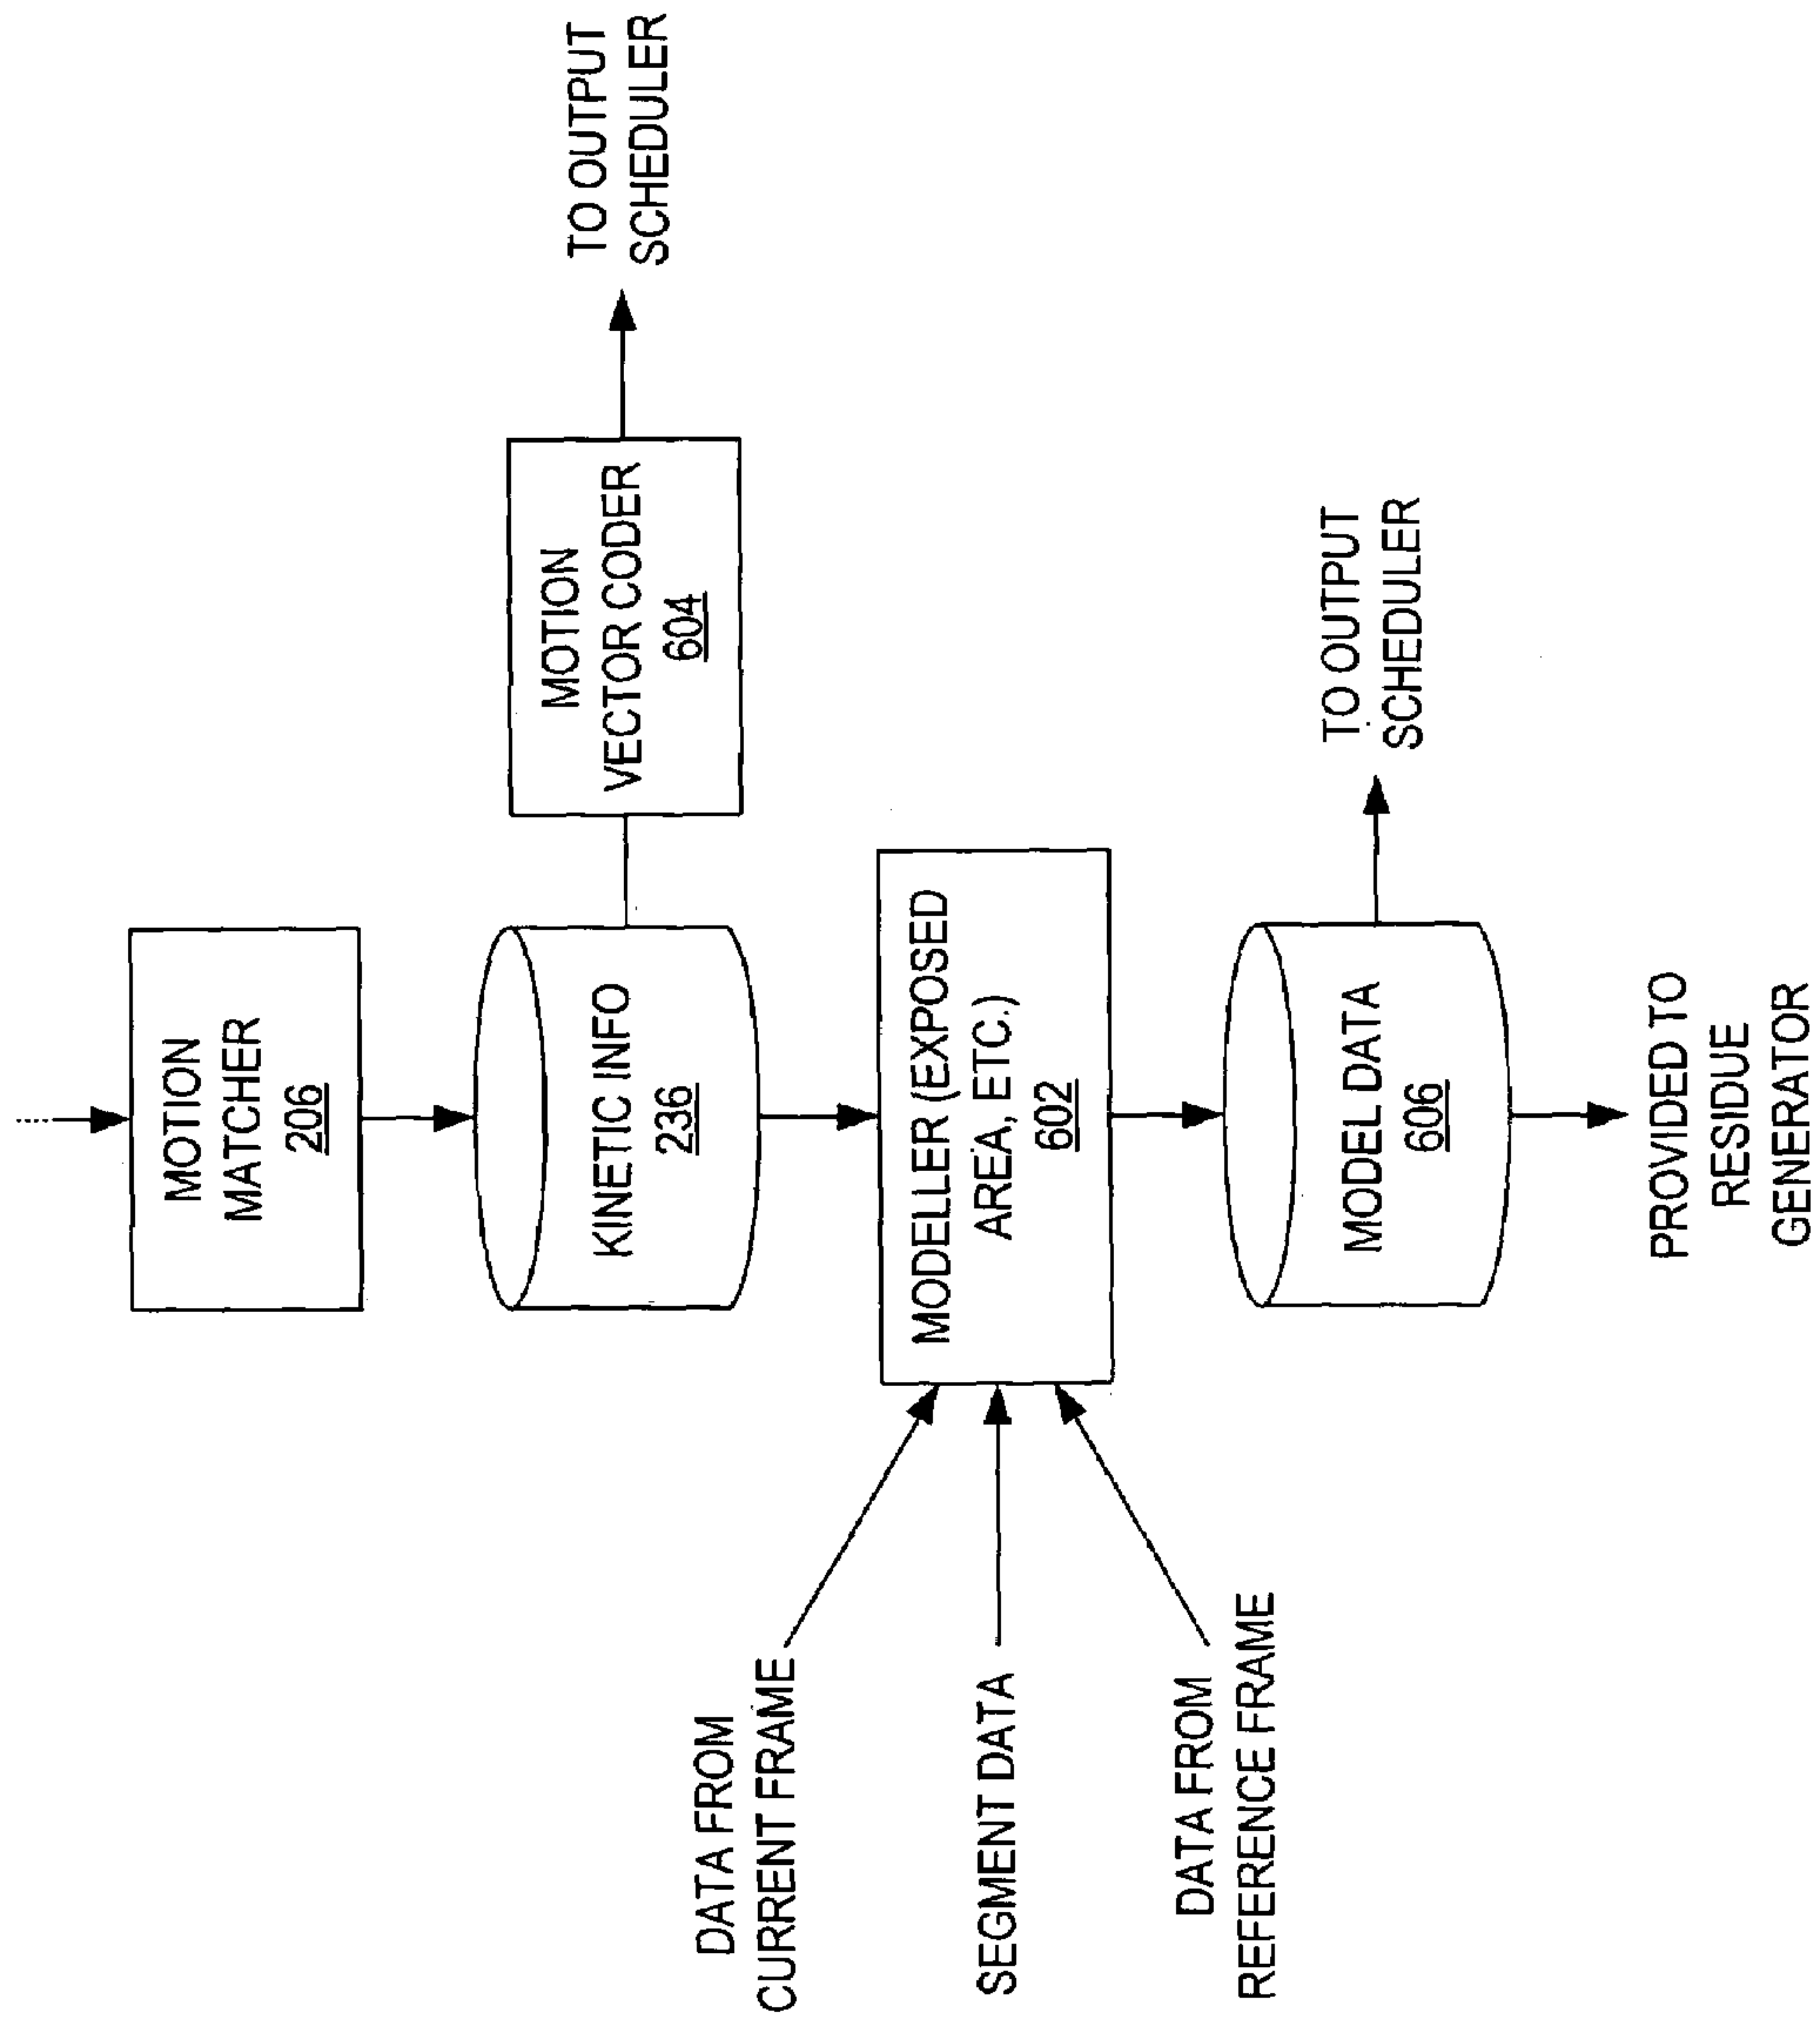 MOTION
MATCHER
206
KINETIC INFO
236
MOTION
VECTOR CODER
604
TO OUTPUT
SCHEDULER
MODELLER (EXPOSED
AREA, ETC.)
602
DATA FROM
CURRENT FRAME
SEGMENT DATA
DATA FROM
REFERENCE FRAME
MODEL DATA
606
TO OUTPUT
SCHEDULER
PROVIDED TO
RESIDUE
GENERATOR